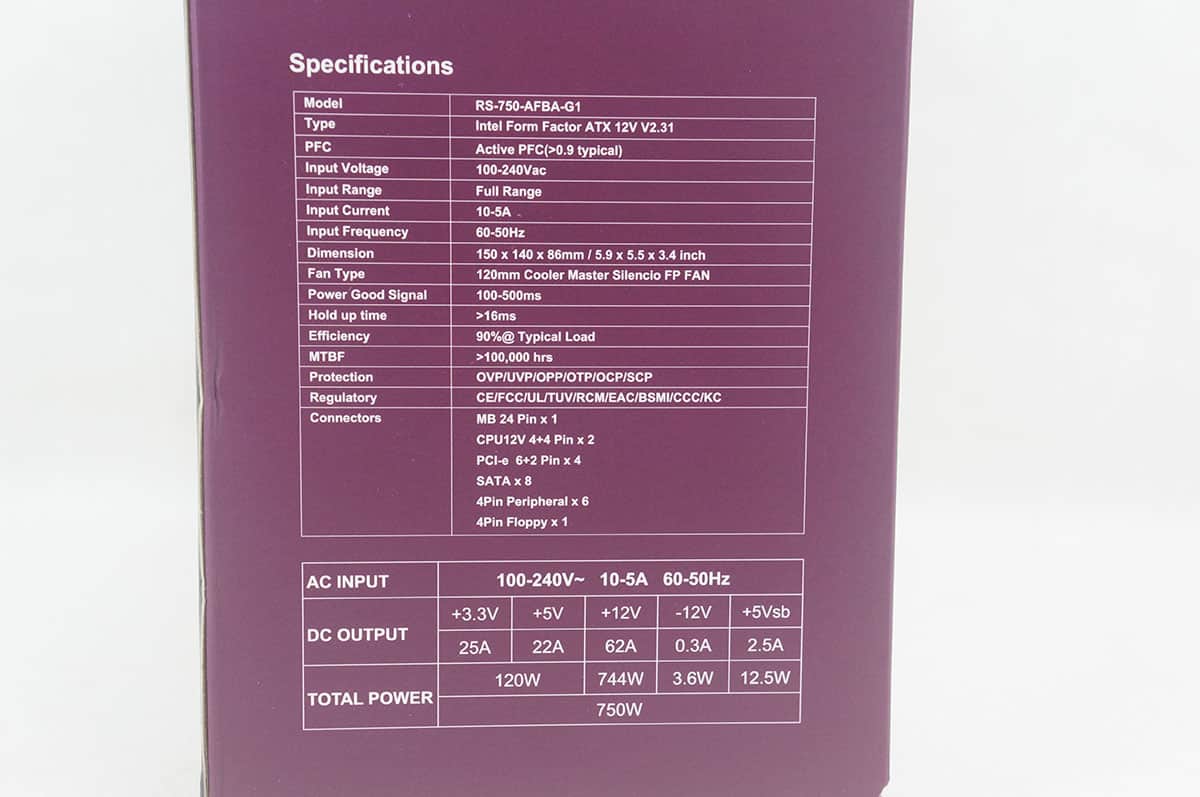 Specifications
Model RS-750-AFBA-G1
Type Intel Form Factor ATX 12V V2.31
PFC Active PFC(>0.9 typical)
Input Voltage 100-240Vac
Input Range Full Range
Input Current 10-5A
Input Frequency 60-50Hz
Dimension 150 x 140 x 86mm / 5.9 x 5.5 x 3.4 inch
Fan Type 120mm Cooler Master Silencio FP FAN
Power Good Signal 100-500ms
Hold up time >16ms
Efficiency 90%@ Typical Load
MTBF >100,000 hrs
Protection OVP/UVP/OPP/OTP/OCP/SCP
Regulatory CE/FCC/UL/TUV/RCM/EAC/BSMI/CCC/KC
Connectors MB 24 Pin x 1
CPU12V 4+4 Pin x 2
PCI-e 6+2 Pin x 4
SATA x 8
4Pin Peripheral x 6
4Pin Floppy x 1
AC INPUT 100-240V~ 10-5A 60-50Hz
DC OUTPUT +3.3V +5V +12V -12V +5Vsb
25A 22A 62A 0.3A 2.5A
TOTAL POWER 120W 744W 3.6W 12.5W
750W